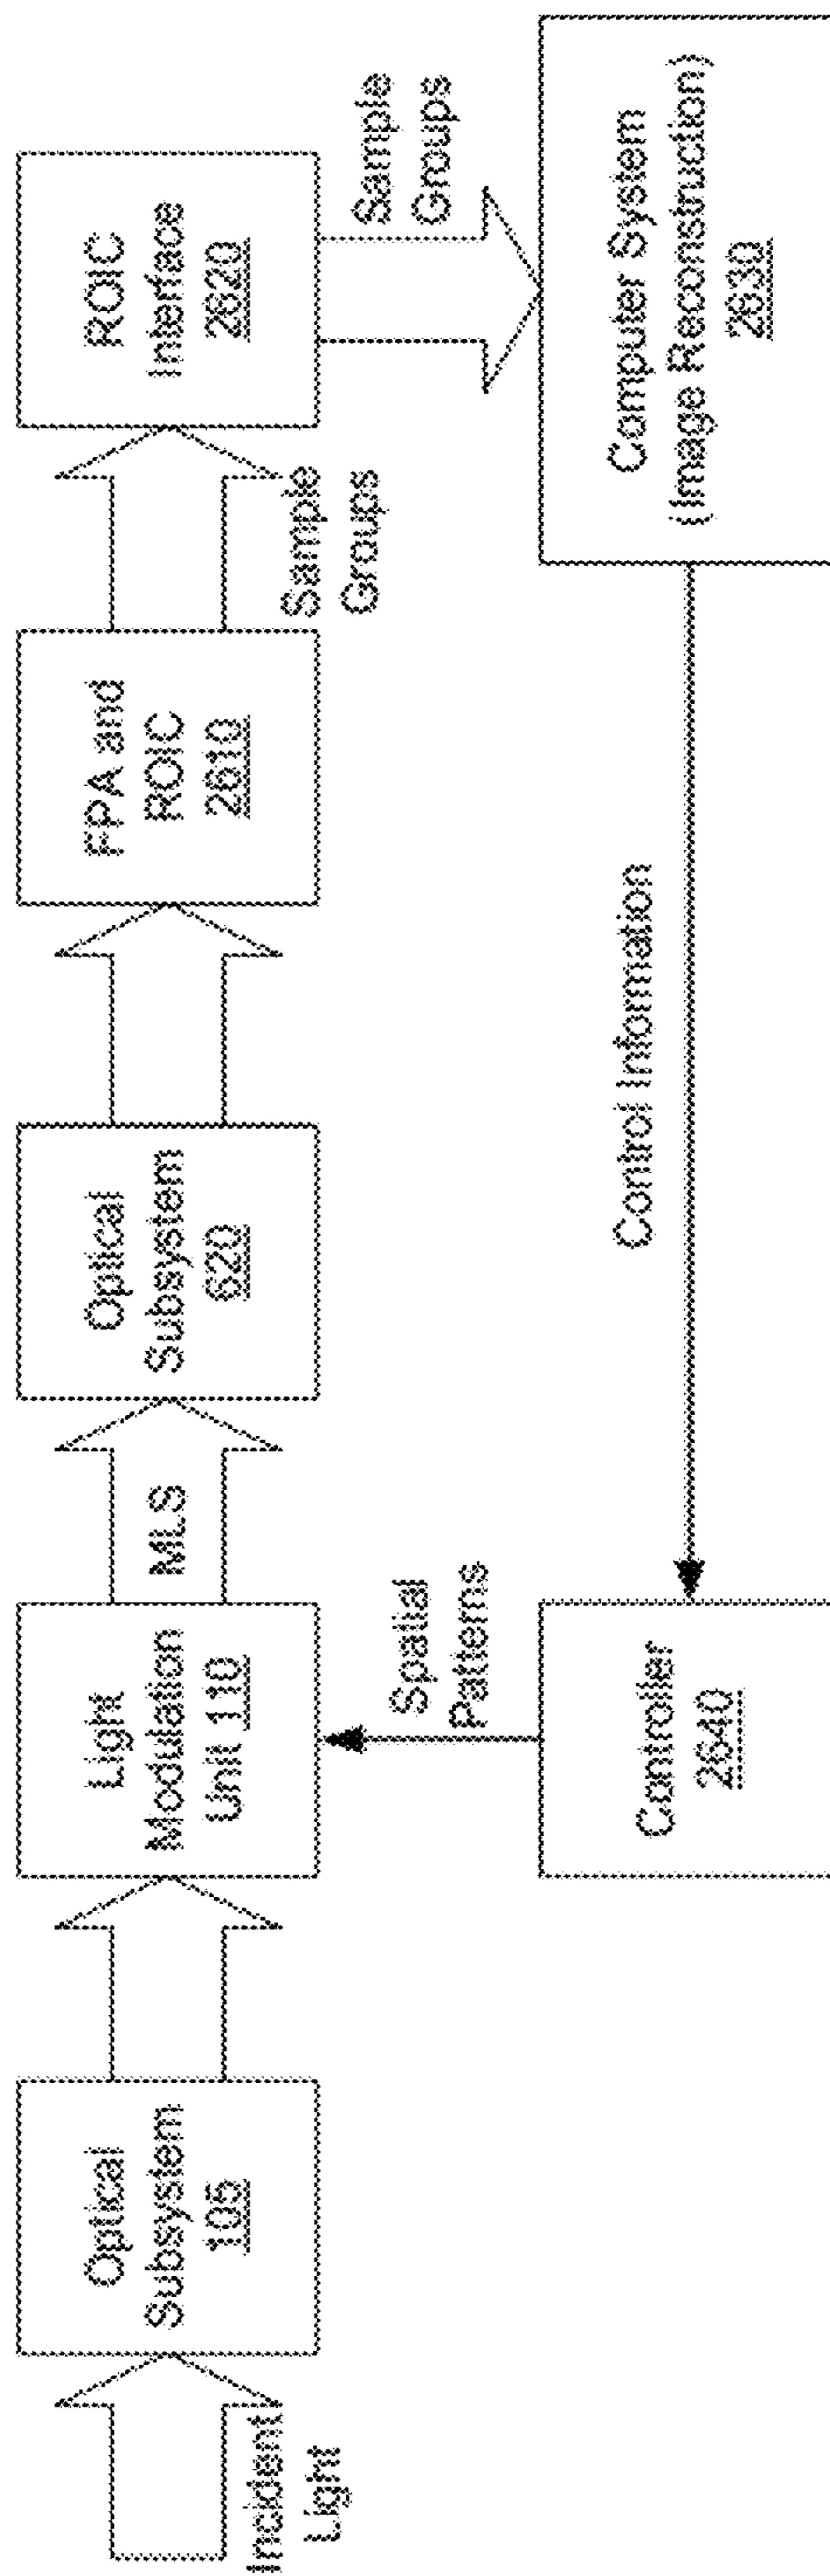 Incident
Light
Optical
Subsystem
105
Light
Modulation
Unit 110
MLS
Optical
Subsystem
620
FPA and
ROIC
2610
Sample
Groups
ROIC
Interface
2620
Sample
Groups
Spatial
Patterns
Controller
2640
Control Information
Computer System
(Image Reconstruction)
2630